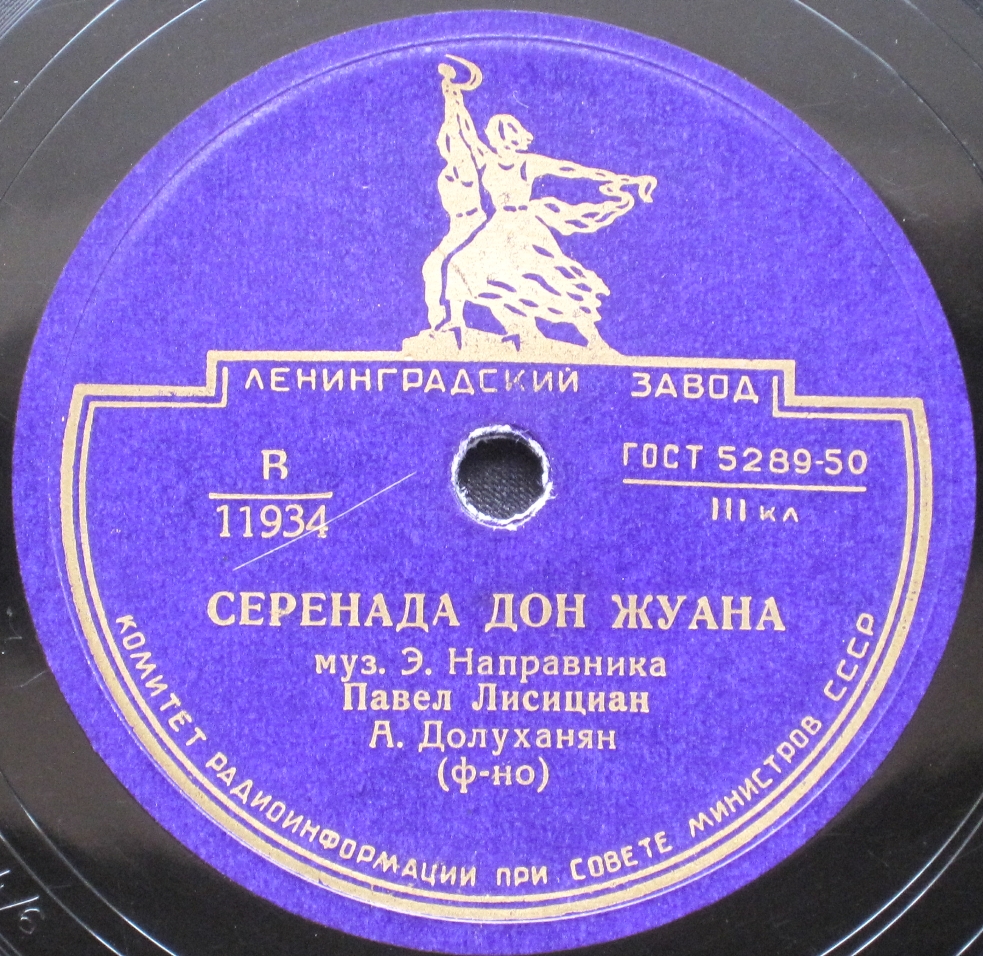 ЛЕНИНГРАДСКИЙ ЗАВОД
В
11934
ГОСТ 5289-50
III кл
СЕРЕНАДА ДОН ЖУАНА
муз. Э. Направника
Павел Лисициан
А. Долуханян
(ф-но)
КОМИТЕТ РАДИОИНФОРМАЦИИ ПРИ СОВЕТЕ МИНИСТРОВ СССР